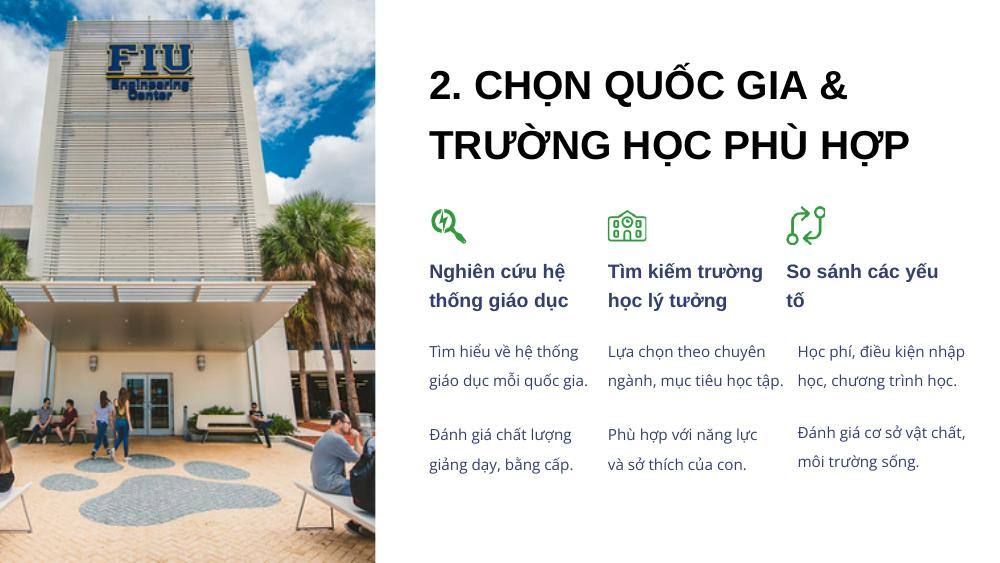 FIU
Engineering
Center
2. CHỌN QUỐC GIA &
TRƯỜNG HỌC PHÙ HỢP
Nghiên cứu hệ
thống giáo dục
Tìm hiểu về hệ thống
giáo dục mỗi quốc gia.
Đánh giá chất lượng
giảng dạy, bằng cấp.
Tìm kiếm trường
học lý tưởng
Lựa chọn theo chuyên
ngành, mục tiêu học tập.
Phù hợp với năng lực
và sở thích của con.
So sánh các yếu
tố
Học phí, điều kiện nhập
học, chương trình học.
Đánh giá cơ sở vật chất,
môi trường sống.